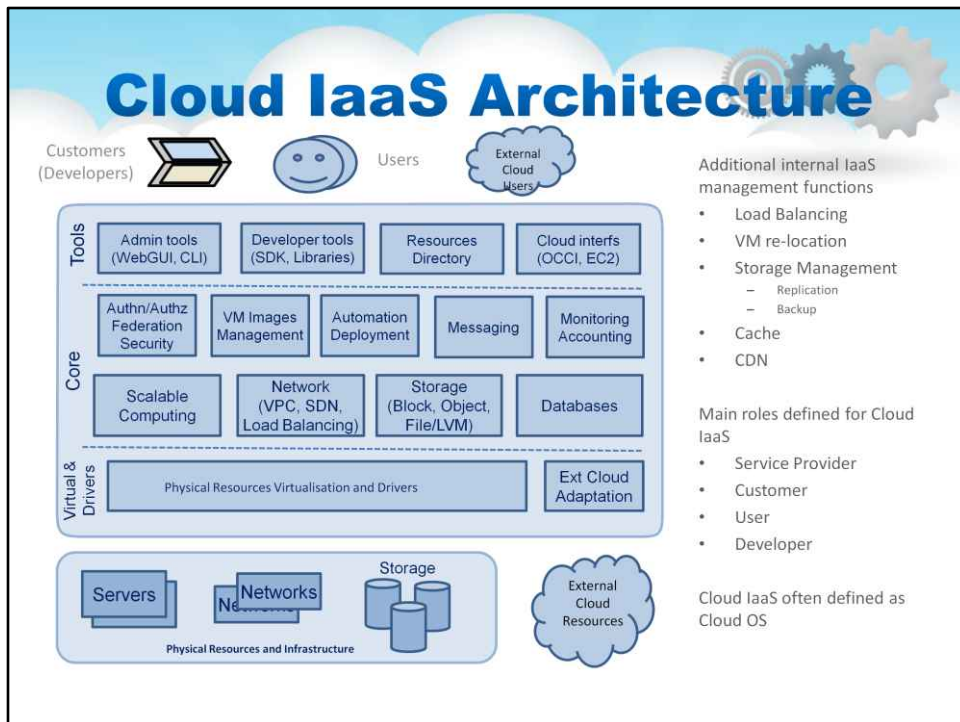 Cloud IaaS Architecture
Customers
(Developers)
Users
External
Cloud
Users
Tools
Admin tools
(WebGUI, CLI)
Developer tools
(SDK, Libraries)
Resources
Directory
Cloud interfs
(OCCI, EC2)
Core
Authn/Authz
Federation
Security
VM Images
Management
Automation
Deployment
Messaging
Monitoring
Accounting
Scalable
Computing
Network
(VPC, SDN,
Load Balancing)
Storage
(Block, Object,
File/LVM)
Databases
Virtual &
Drivers
Physical Resources Virtualisation and Drivers
Ext Cloud
Adaptation
Servers
Networks
Networks
Storage
Physical Resources and Infrastructure
External
Cloud
Resources
Additional internal IaaS
management functions
• Load Balancing
• VM re-location
• Storage Management
– Replication
– Backup
• Cache
• CDN
Main roles defined for Cloud
IaaS
• Service Provider
• Customer
• User
• Developer
Cloud IaaS often defined as
Cloud OS